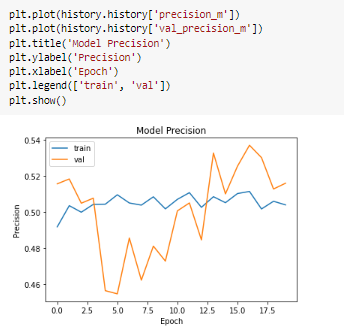 plt.plot(history.history['precision_m'])
plt.plot(history.history['val_precision_m'])
plt.title('Model Precision')
plt.ylabel('Precision')
plt.xlabel('Epoch')
plt.legend(['train', 'val'])
plt.show()
Model Precision
train
val
0.54
0.52
0.50
0.48
0.46
Precision
0.0 2.5 5.0 7.5 10.0 12.5 15.0 17.5
Epoch